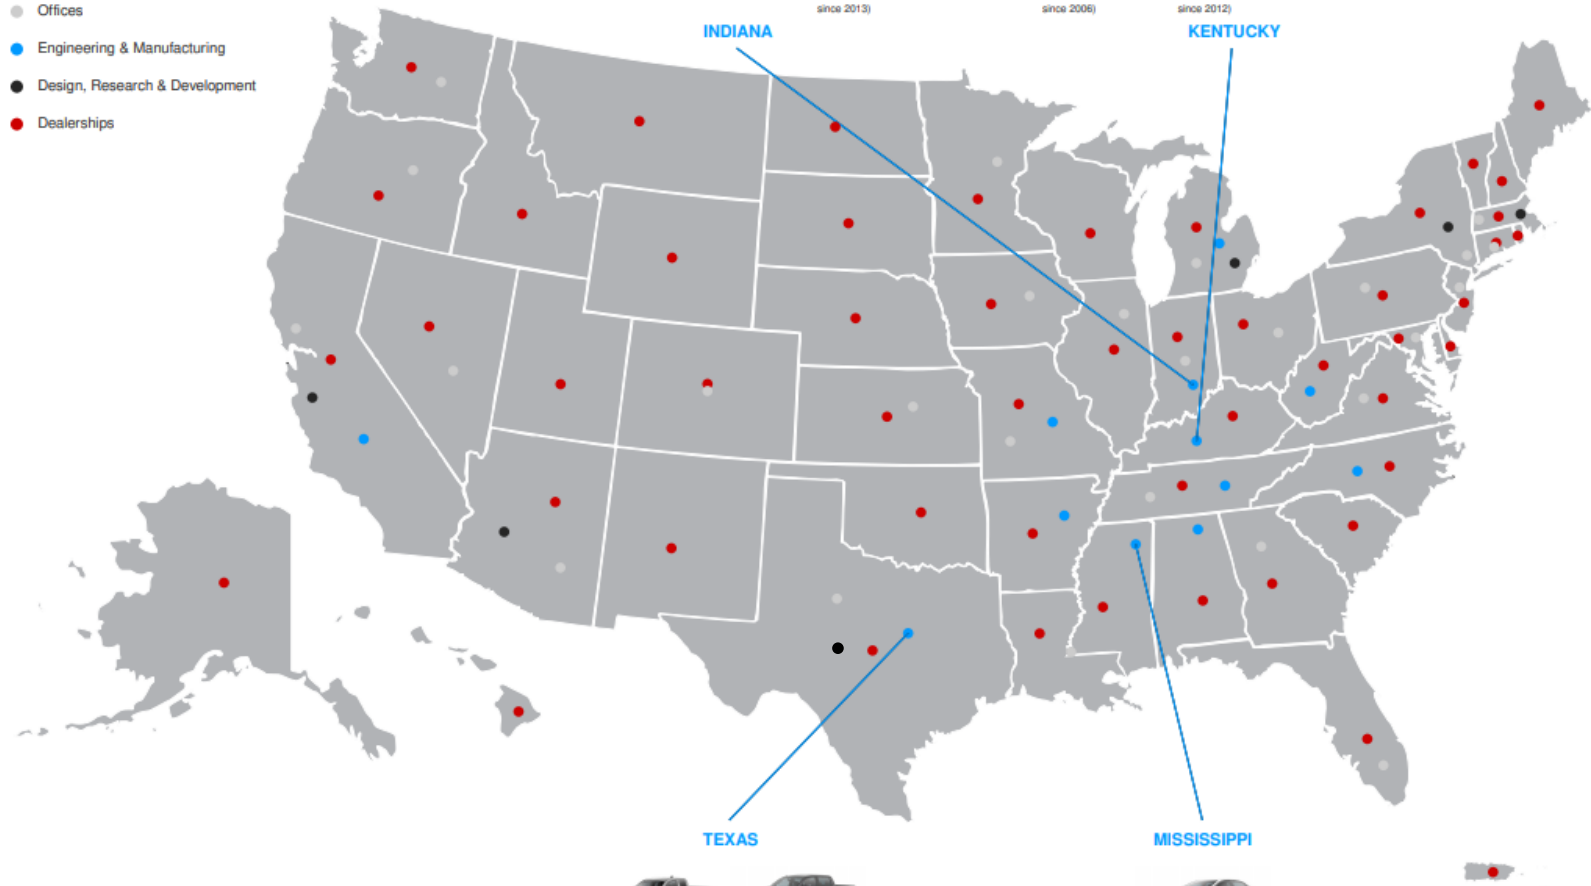 Offices
since 2013)
since 2006)
since 2012)
INDIANA
KENTUCKY
Engineering & Manufacturing
Design, Research & Development
Dealerships
TEXAS
MISSISSIPPI